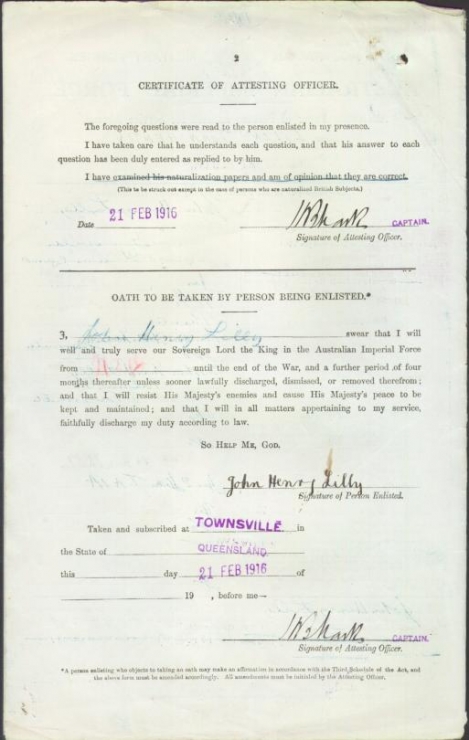 2
CERTIFICATE OF ATTESTING OFFICER.
The foregoing questions were read to the person enlisted in my presence.
I have taken care that he understands each question, and that his answer to each
question has been duly entered as replied to by him.
I have examined his naturalization papers and am of opinion that they are correct.
(This to be struck out except in the case of persons who are naturalized British Subjects.)
Date 21 FEB 1916
CAPTAIN.
Signature of Attesting Officer.
OATH TO BE TAKEN BY PERSON BEING ENLISTED.*
I, John Henry Lilly swear that I will
well and truly serve our Sovereign Lord the King in the Australian Imperial Force
from until the end of the War, and a further period of four
months thereafter unless sooner lawfully discharged, dismissed, or removed therefrom;
and that I will resist His Majesty's enemies and cause His Majesty's peace to be
kept and maintained; and that I will in all matters appertaining to my service,
faithfully discharge my duty according to law.
SO HELP ME, GOD.
John Henry Lilly
Signature of Person Enlisted.
Taken and subscribed at TOWNSVILLE in
the State of QUEENSLAND
this day 21 FEB 1916 of
19 , before me—
CAPTAIN.
Signature of Attesting Officer.
*A person enlisting who objects to taking an oath may make an affirmation in accordance with the Third Schedule of the Act, and
the above form must be amended accordingly. All amendments must be initialed by the Attesting Officer.